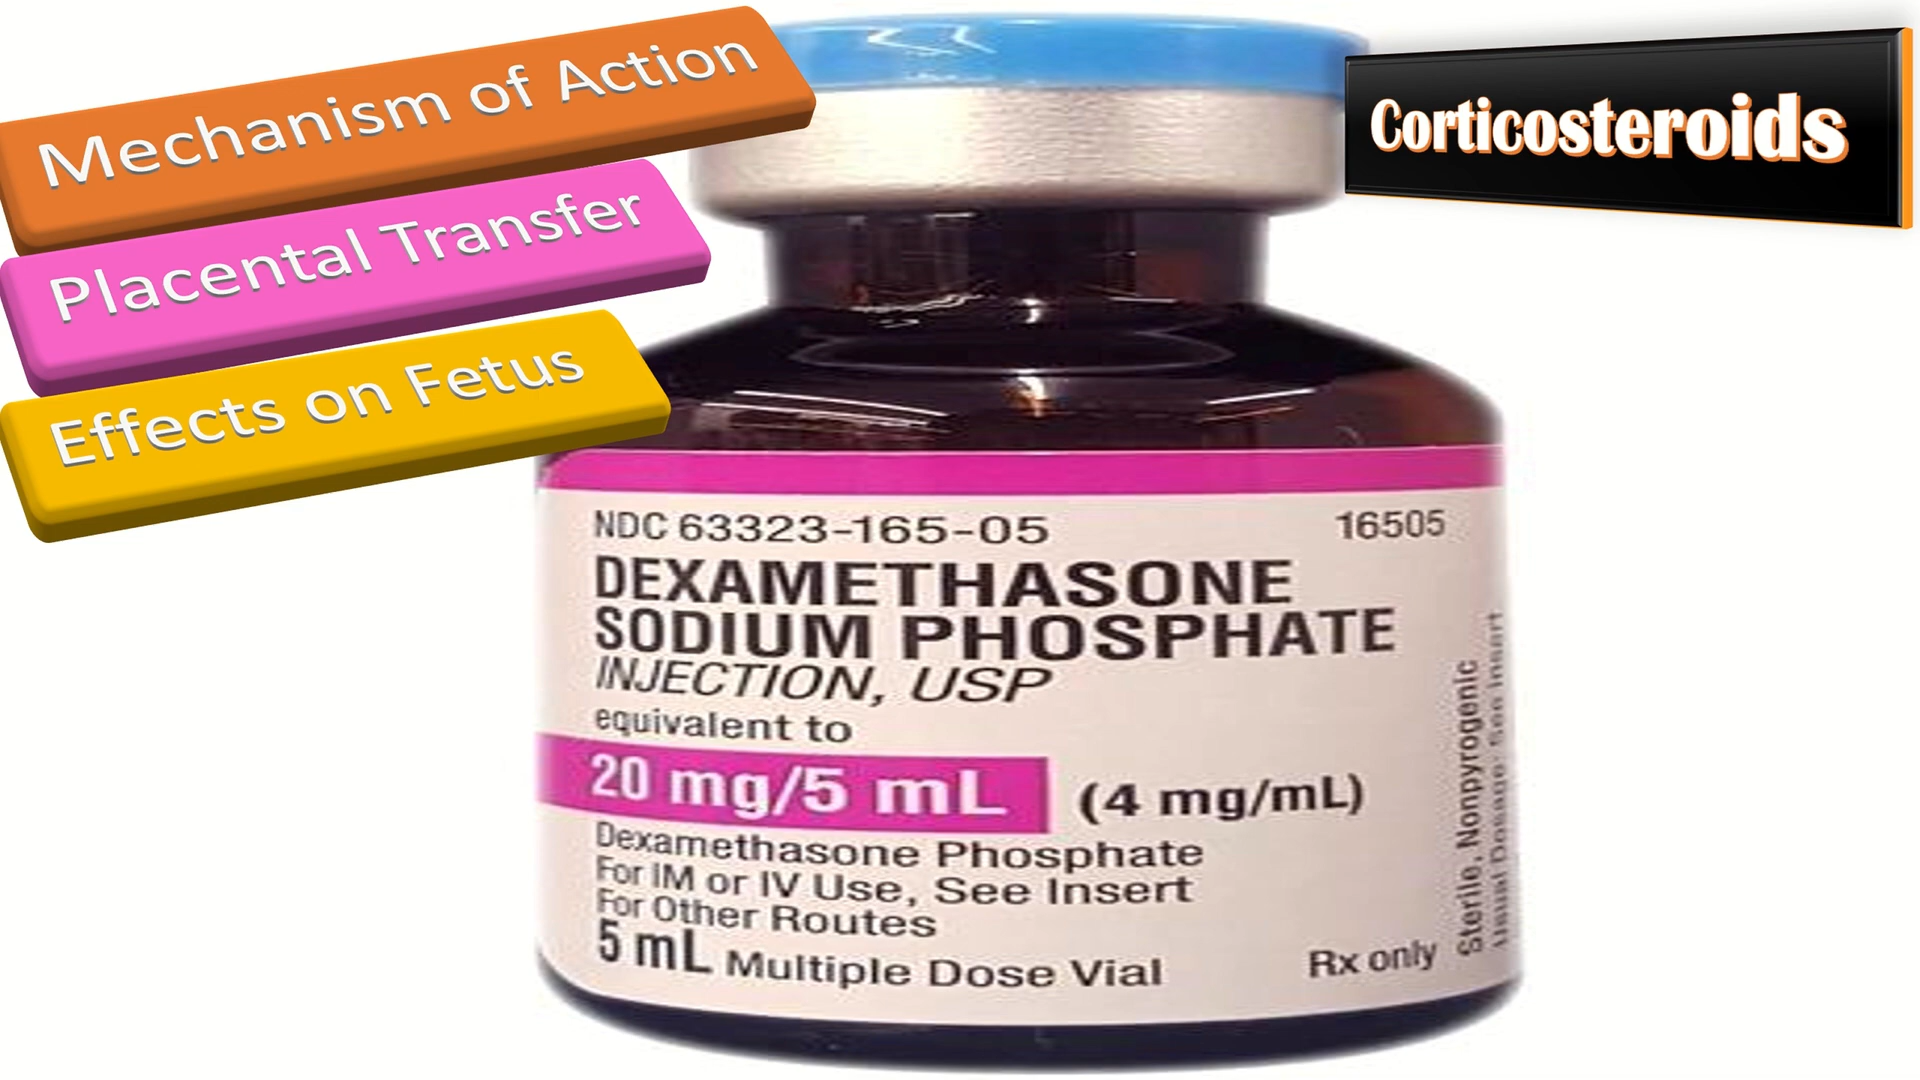 Mechanism of Action
Placental Transfer
Effects on Fetus
Corticosteroids
NDC 63323-165-05
16505
DEXAMETHASONE
SODIUM PHOSPHATE
INJECTION, USP
equivalent to
20 mg/5 mL (4 mg/mL)
Dexamethasone Phosphate
For IM or IV Use, See Insert
For Other Routes
5 mL Multiple Dose Vial
Rx only
Sterile, Nonpyrogenic
Usual Dosage: See Insert